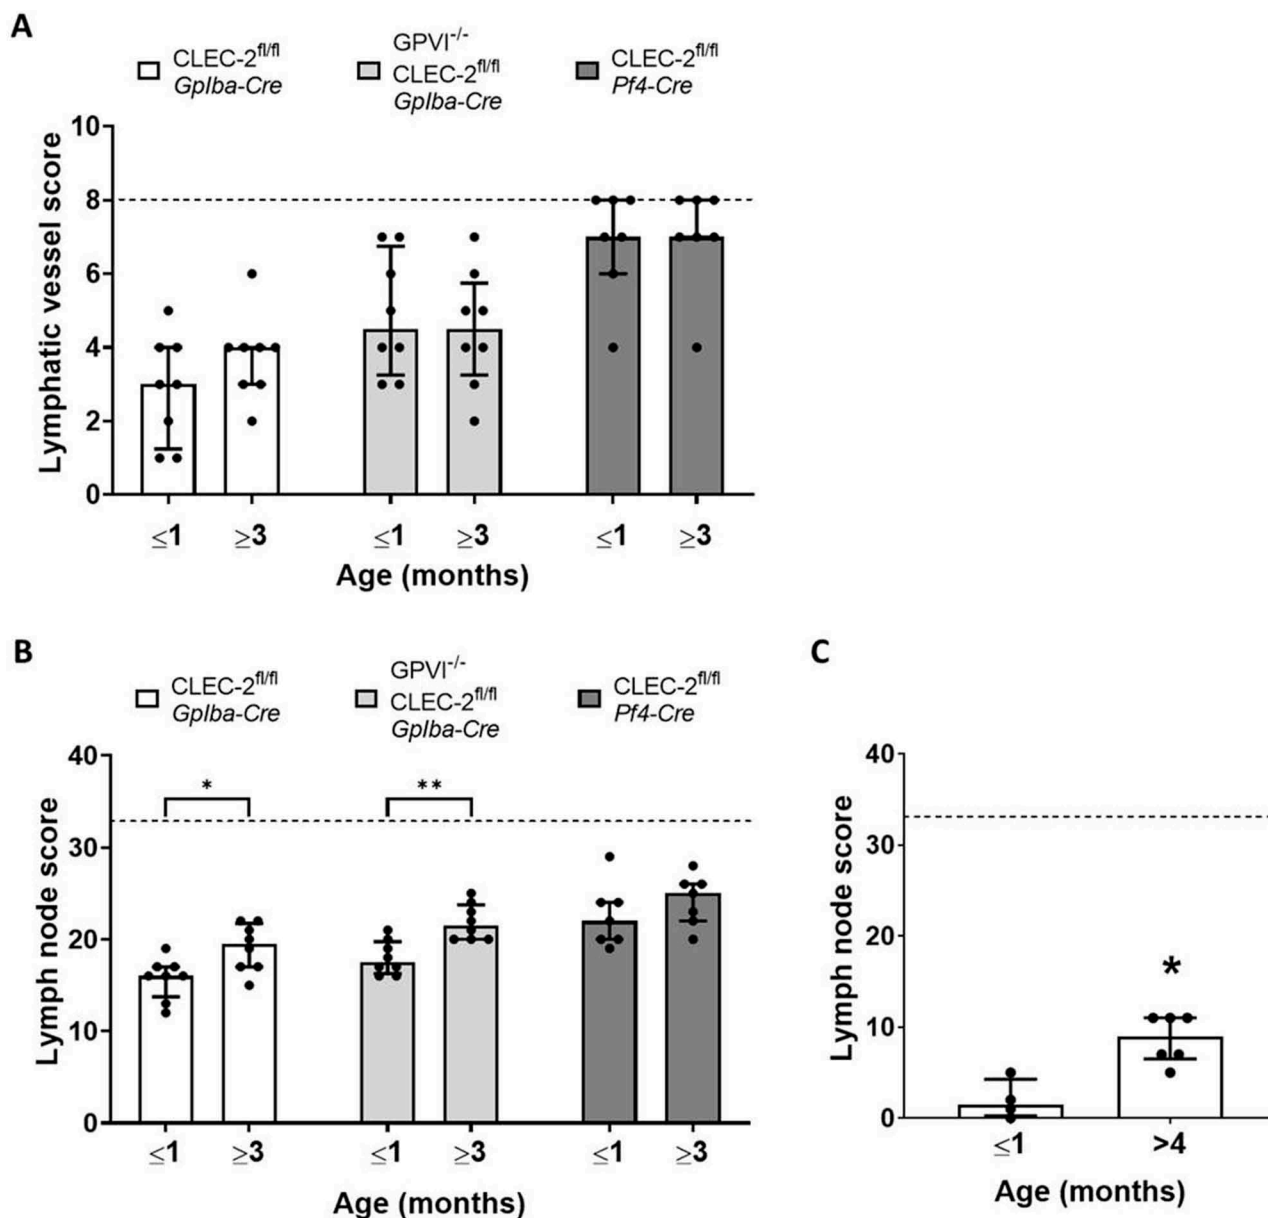 A
CLEC-2fl/fl
GpIba-Cre
GPVI-/-
CLEC-2fl/fl
GpIba-Cre
CLEC-2fl/fl
Pf4-Cre
Lymphatic vessel score
10
8
6
4
2
0
≤1
≥3
≤1
≥3
≤1
≥3
Age (months)
B
CLEC-2fl/fl
GpIba-Cre
GPVI-/-
CLEC-2fl/fl
GpIba-Cre
CLEC-2fl/fl
Pf4-Cre
Lymph node score
40
30
20
10
0
*
**
≤1
≥3
≤1
≥3
≤1
≥3
Age (months)
C
Lymph node score
40
30
20
10
0
*
≤1
>4
Age (months)